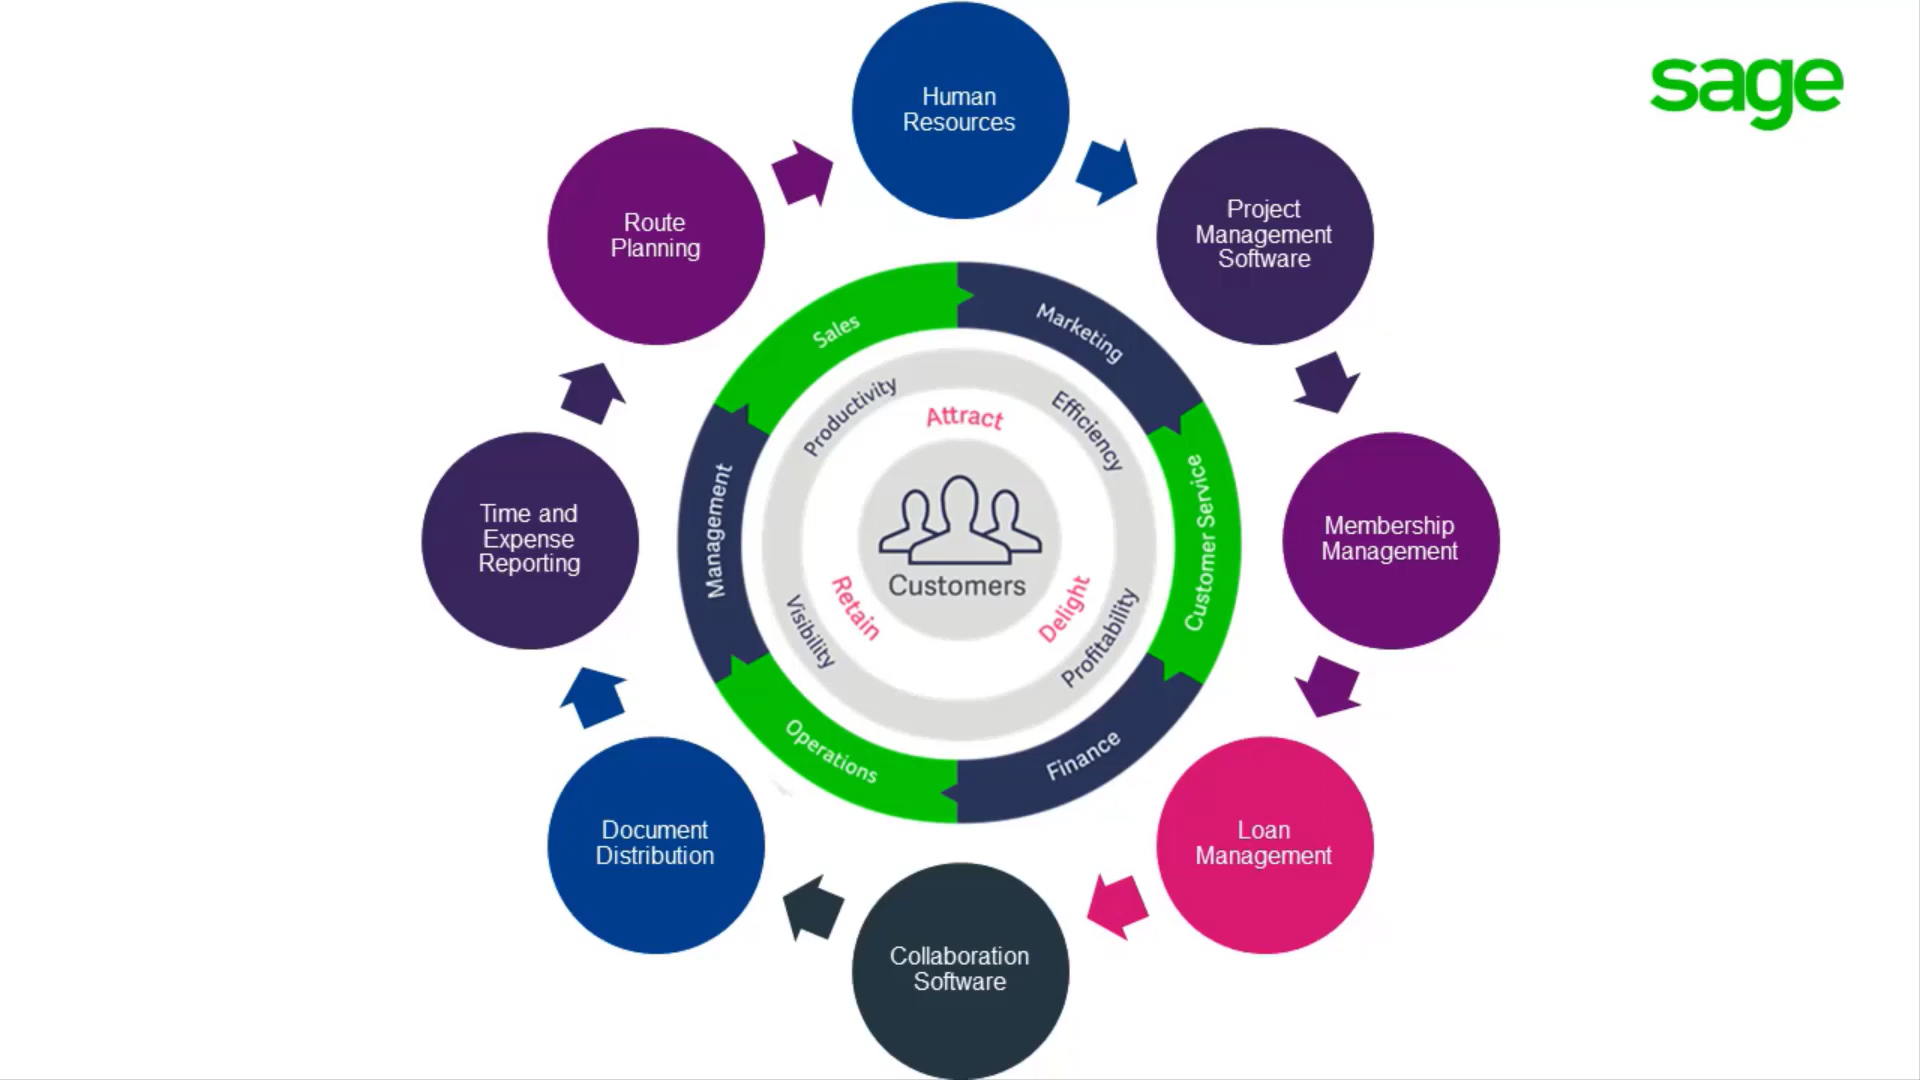 sage
Human
Resources
Project
Management
Software
Membership
Management
Loan
Management
Collaboration
Software
Document
Distribution
Time and
Expense
Reporting
Route
Planning
Sales
Marketing
Customer Service
Finance
Operations
Management
Productivity
Efficiency
Profitability
Visibility
Attract
Delight
Retain
Customers